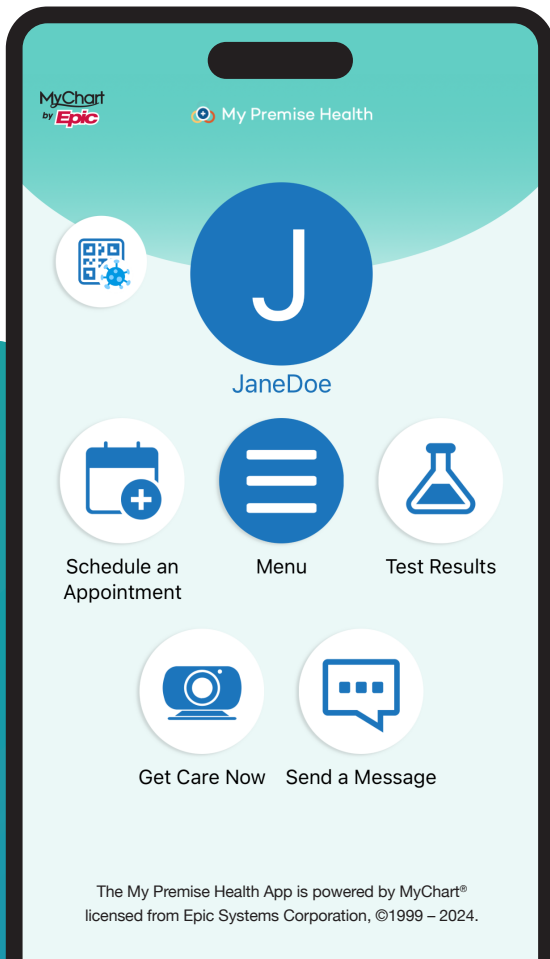 MyChart
by Epic
My Premise Health
J
JaneDoe
Schedule an
Appointment
Menu
Test Results
Get Care Now
Send a Message
The My Premise Health App is powered by MyChart®
licensed from Epic Systems Corporation, ©1999 – 2024.